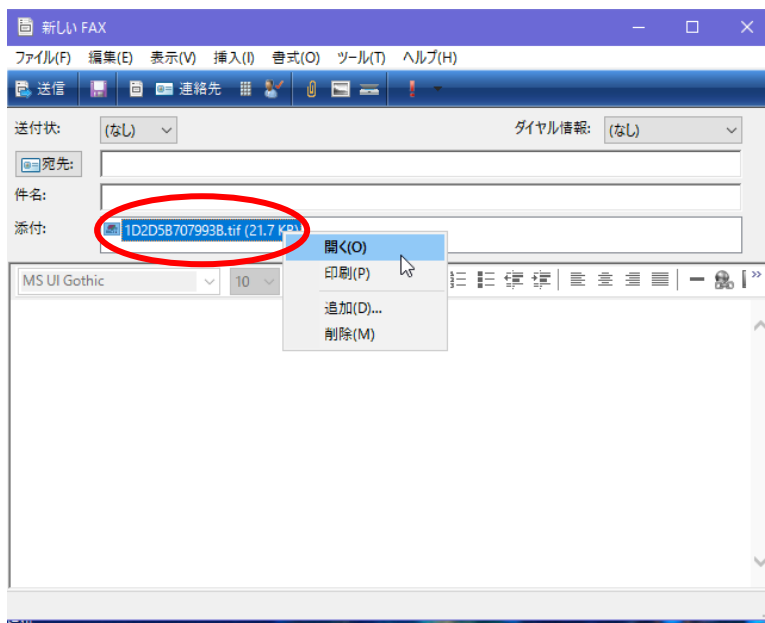 新しい FAX
ファイル(F) 編集(E) 表示(V) 挿入(I) 書式(O) ツール(T) ヘルプ(H)
送信 連絡先
送付状: (なし) ダイヤル情報: (なし)
宛先:
件名:
添付: 1D2D5B707993B.tif (21.7 KB)
開く(O)
MS UI Gothic 10 印刷(P)
追加(D)...
削除(M)